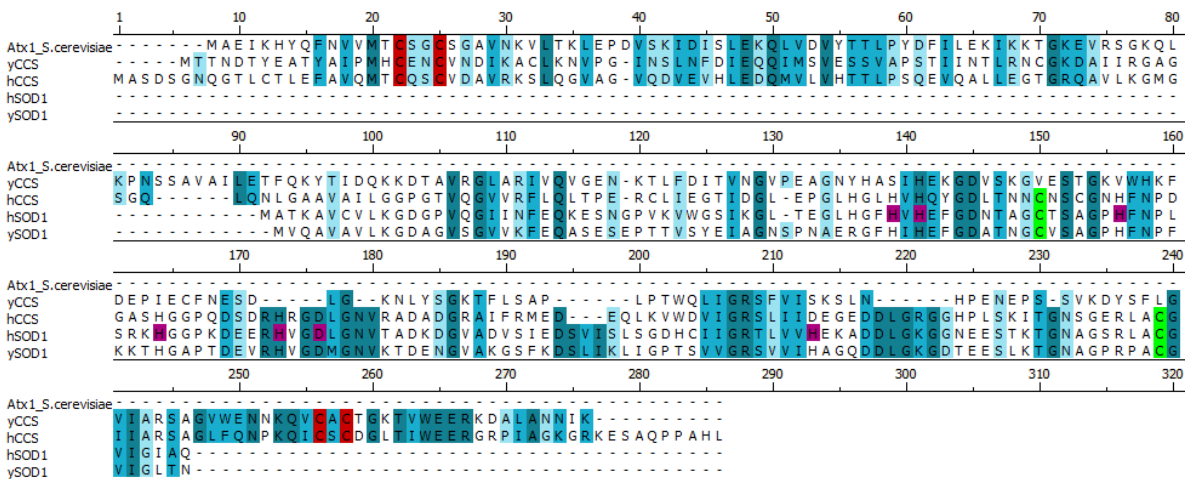 1 10 20 30 40 50 60 70 80
Atx1_S.cerevisiae ------MAEIKHYQFNVVMTCSGCSGAVNKVLTKLEPDVSKIDISLEKQLVDVYTTLPYDFILEKIKKTGKEVRSGKQL
yCCS -----MTTNDTYEATYAIPMHCENCVNDIKACLKNVPG-INSLNFDIEQQIMSVESSVAPSTIINTLRNCGKDAIIRGAG
hCCS MASDSGNQGTLCTLEFAVQMTCQSCVDAVRKSLQGVAG-VQDVEVHLEDQMVLVHTTLPSQEVQALLEGTGRQAVLKGMG
hSOD1 --------------------------------------------------------------------------------
ySOD1 --------------------------------------------------------------------------------
90 100 110 120 130 140 150 160
Atx1_S.cerevisiae --------------------------------------------------------------------------------
yCCS KPNSSAVAILETFQKYTIDQKKDTAVRGLARIVQVGEN-KTLFDITVNGVPEAGNYHASIHEKGDVSKGVESTGKVWHKF
hCCS SGQ------LQNLGAAVAILGGPGTVQGVVRFLQLTPE-RCLIEGTIDGL-EPGLHGLHVHQYGDLTNNCNSCGNHFNPD
hSOD1 -----------MATKAVCVLKGDGPVQGIINFEQKESNGPVKVWGSIKGL-TEGLHGFHVHEFGDNTAGCTSAGPHFNPL
ySOD1 ------------MVQAVAVLKGDAGVSGVVKFEQASESEPTTVSYEIAGNSPNAERGFHIHEFGDATNGCVSAGPHFNPF
170 180 190 200 210 220 230 240
Atx1_S.cerevisiae --------------------------------------------------------------------------------
yCCS DEPIECFNESD-----LG--KNLYSGKTFLSAP------LPTWQLIGRSFVISKSLN------HPENEPS-SVKDYSFLG
hCCS GASHGGPQDSDRHRGDLGNVRADADGRAIFRMED---EQLKVWDVIGRSLIIDEGEDDLGRGGHPLSKITGNSGERLACG
hSOD1 SRKHGGPKDEERHVGDLGNVTADKDGVADVSIEDSVISLSGDHCIIGRTLVVHEKADDLGKGGNEESTKTGNAGSRLACG
ySOD1 KKTHGAPTDEVRHVGDMGNVKTDENGVAKGSFKDSLIKLIGPTSVVGRSVVIHAGQDDLGKGDTEESLKTGNAGPRPACG
250 260 270 280 290 300 310 320
Atx1_S.cerevisiae ----------------------------------------------
yCCS VIARSAGVWENNKQVCACTGKTVWEERKDALANNIK----------
hCCS IIARSAGLFQNPKQICSCDGLTIWEERGRPIAGKGRKESAQPPAHL
hSOD1 VIGIAQ----------------------------------------
ySOD1 VIGLTN----------------------------------------